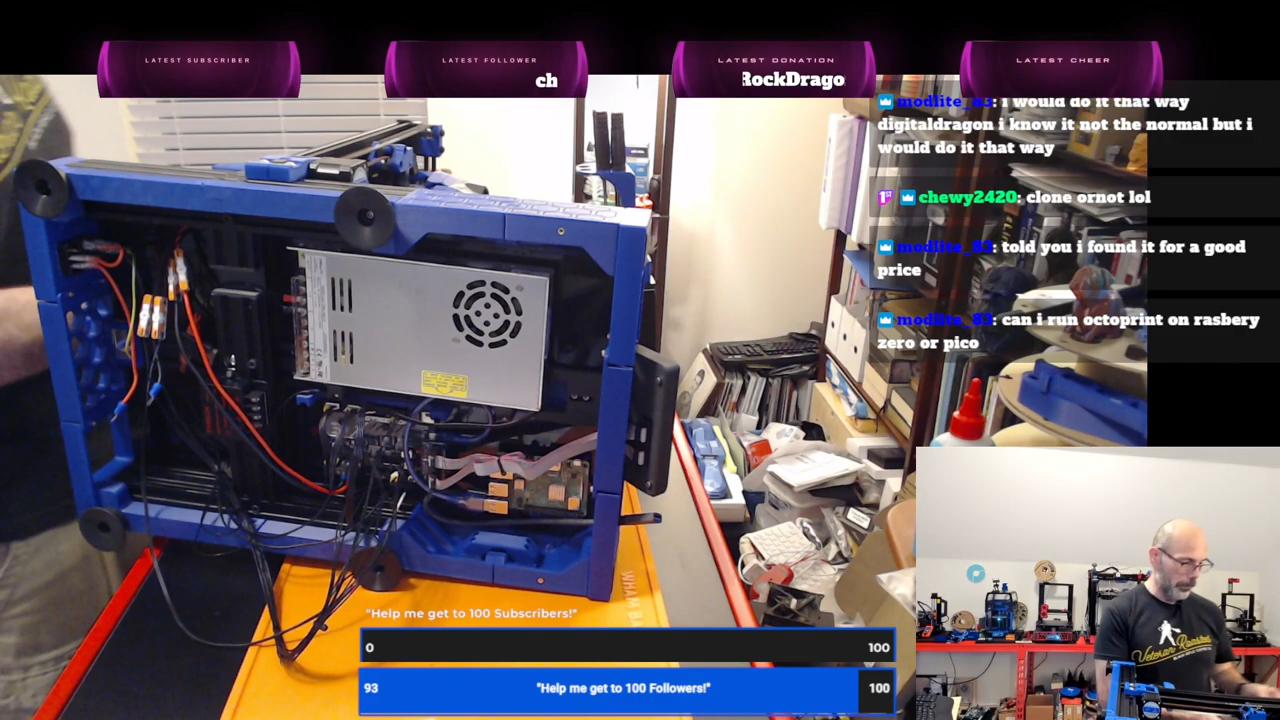 LATEST SUBSCRIBER
LATEST FOLLOWER
ch
LATEST DONATION
RockDrago
LATEST CHEER
modlite_83: i would do it that way
digitaldragon i know it not the normal but i
would do it that way
chewy2420: clone ornot lol
modlite_83: told you i found it for a good
price
modlite_83: can i run octoprint on rasbery
zero or pico
WHAM BA
"Help me get to 100 Subscribers!"
0 100
93 "Help me get to 100 Followers!" 100
Veteran